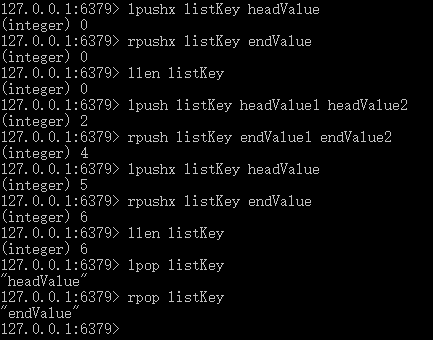 127.0.0.1:6379> lpushx listKey headValue
(integer) 0
127.0.0.1:6379> rpushx listKey endValue
(integer) 0
127.0.0.1:6379> llen listKey
(integer) 0
127.0.0.1:6379> lpush listKey headValue1 headValue2
(integer) 2
127.0.0.1:6379> rpush listKey endValue1 endValue2
(integer) 4
127.0.0.1:6379> lpushx listKey headValue
(integer) 5
127.0.0.1:6379> rpushx listKey endValue
(integer) 6
127.0.0.1:6379> llen listKey
(integer) 6
127.0.0.1:6379> lpop listKey
"headValue"
127.0.0.1:6379> rpop listKey
"endValue"
127.0.0.1:6379>